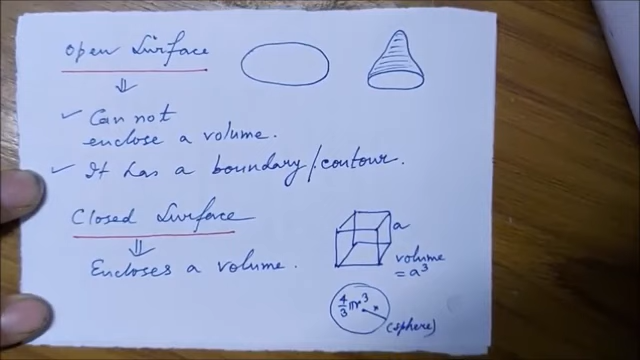 Open Surface
✓ Can not
enclose a volume.
✓ It has a boundary/contour.
Closed Surface
Encloses a volume.
a
volume
= a³
4/3 πr³
r
(sphere)